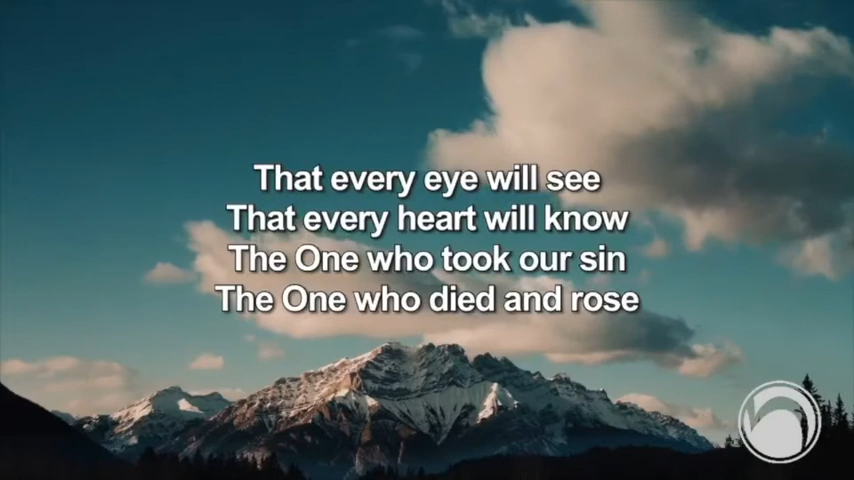 That every eye will see
That every heart will know
The One who took our sin
The One who died and rose